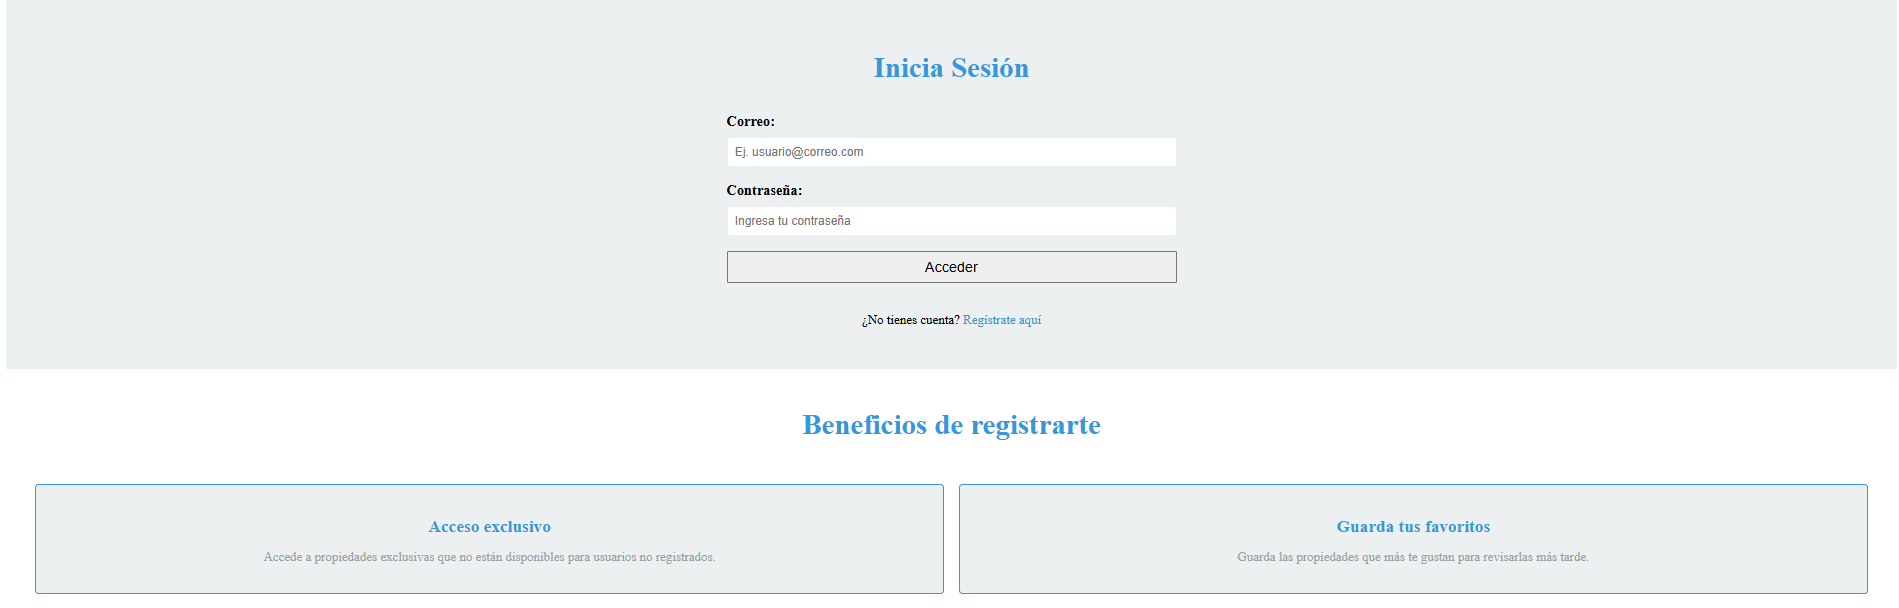 Inicia Sesión
Correo:
Ej. usuario@correo.com
Contraseña:
Ingresa tu contraseña
Acceder
¿No tienes cuenta? Regístrate aquí
Beneficios de registrarte
Acceso exclusivo
Accede a propiedades exclusivas que no están disponibles para usuarios no registrados.
Guarda tus favoritos
Guarda las propiedades que más te gustan para revisarlas más tarde.